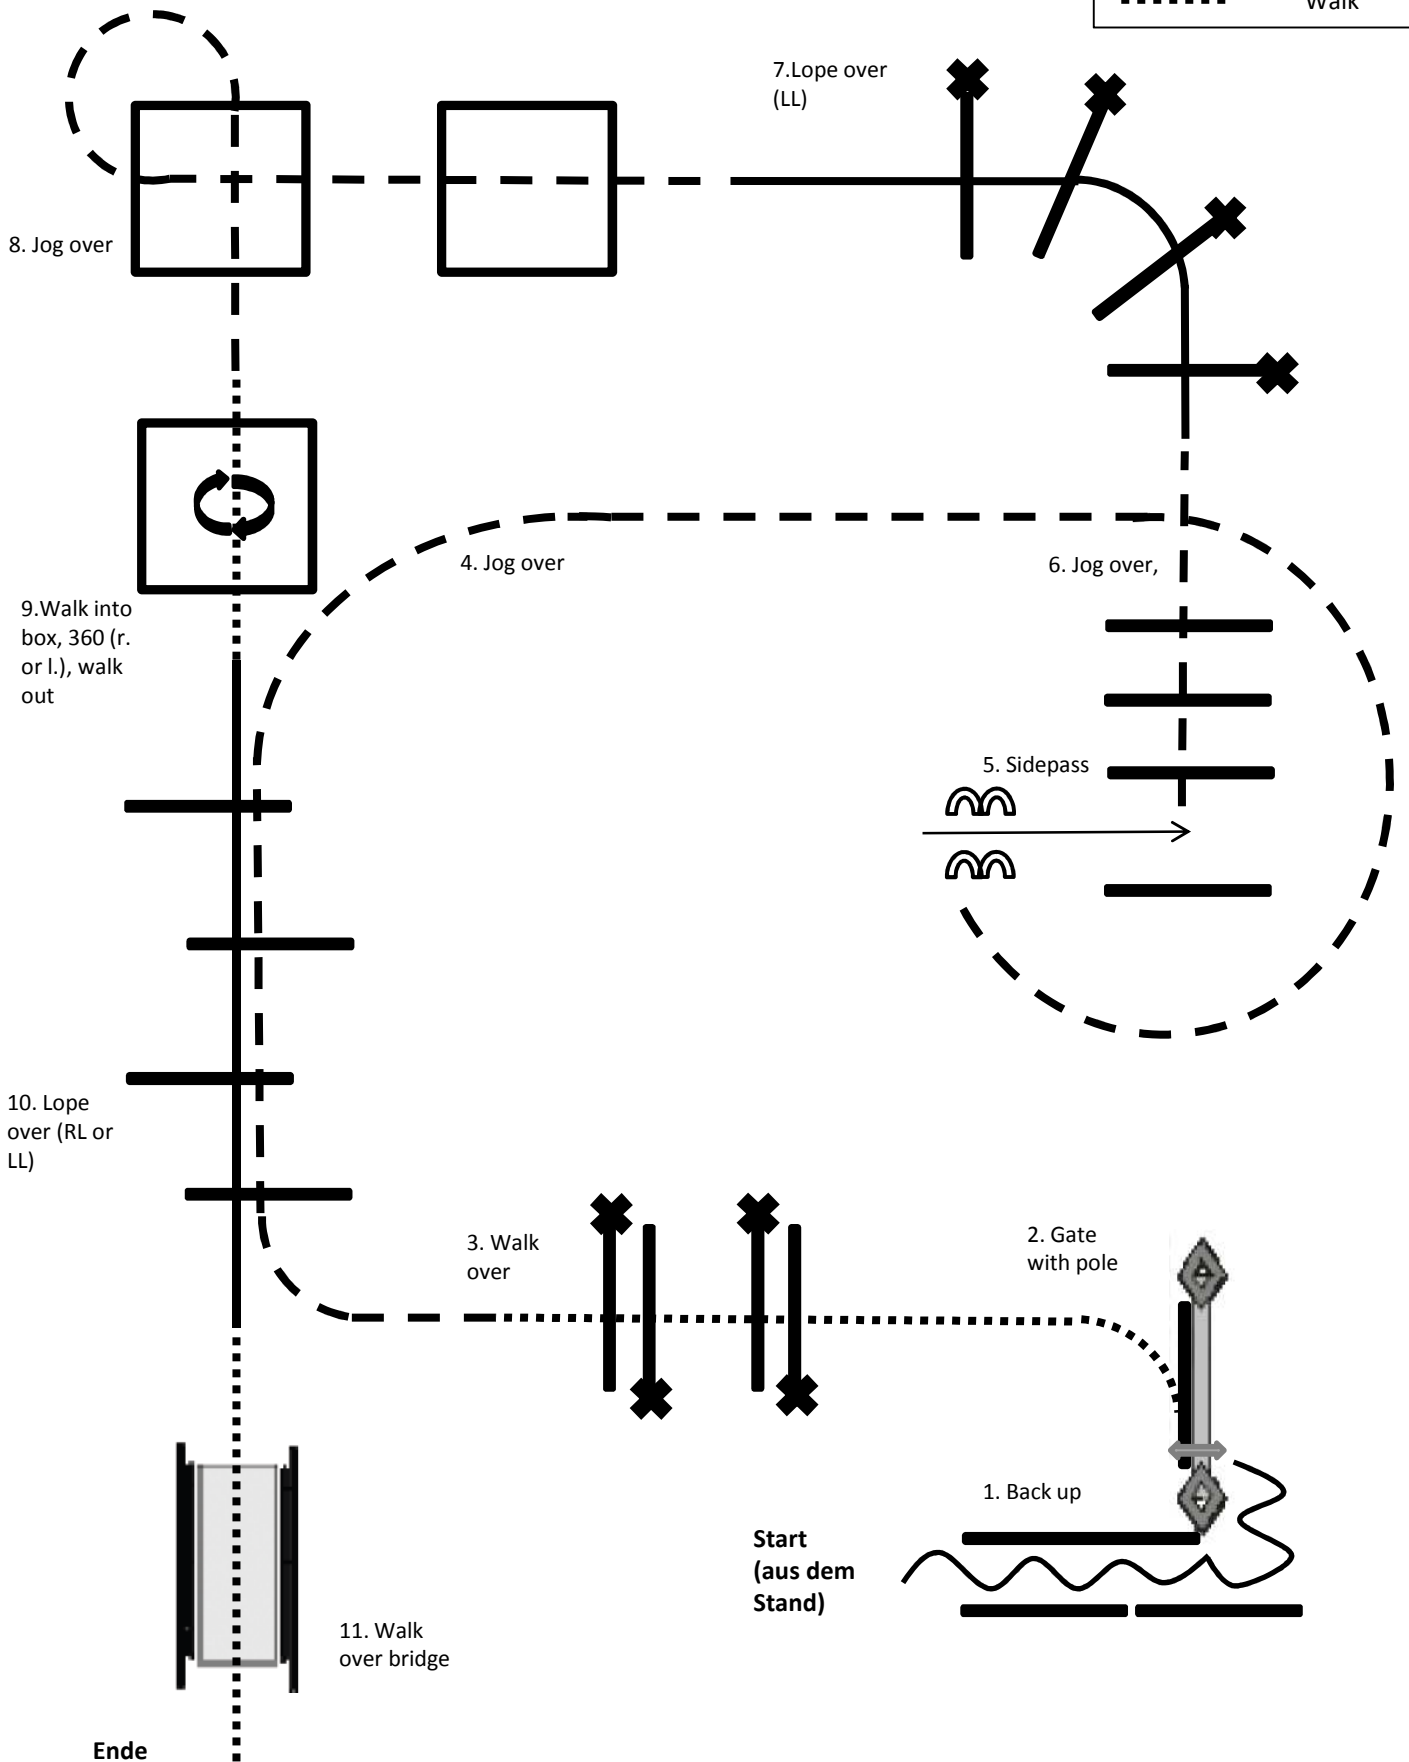 Walk
7.Lope over
(LL)
8. Jog over
4. Jog over
6. Jog over,
9.Walk into
box, 360 (r.
or l.), walk
out
5. Sidepass
10. Lope
over (RL or
LL)
3. Walk
over
2. Gate
with pole
1. Back up
Start
(aus dem
Stand)
11. Walk
over bridge
Ende